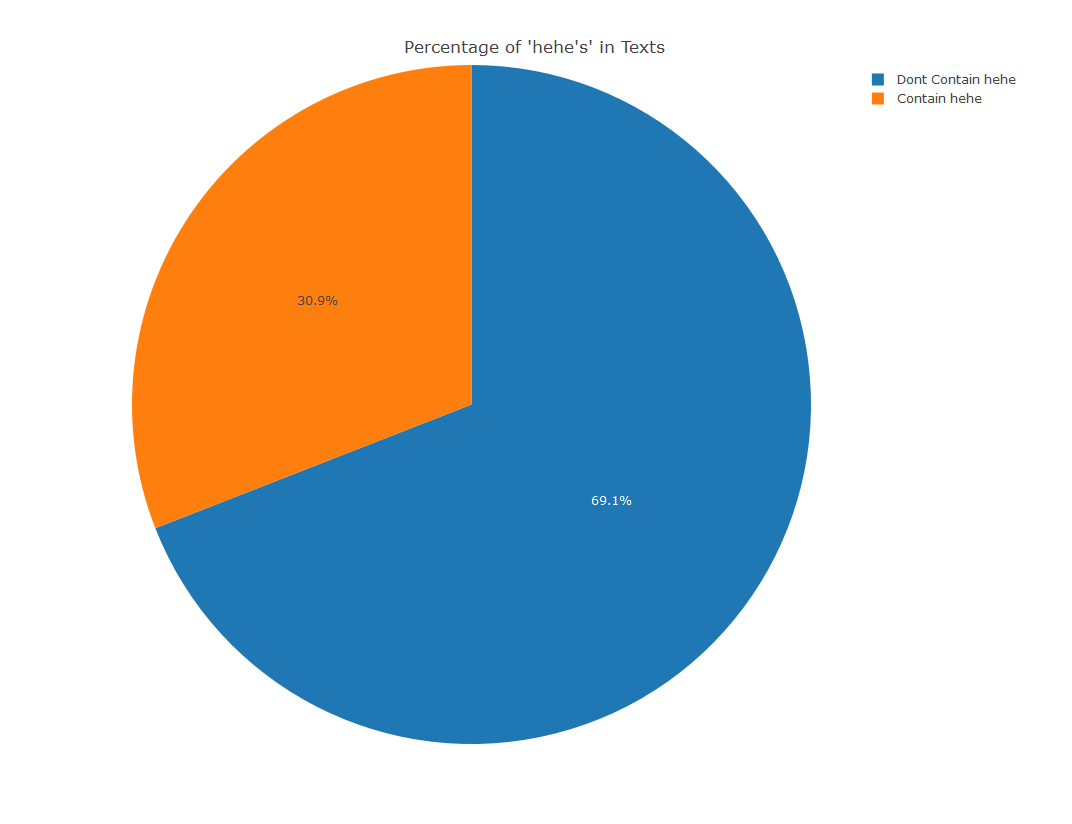 Percentage of 'hehe's' in Texts
Dont Contain hehe
Contain hehe
30.9%
69.1%